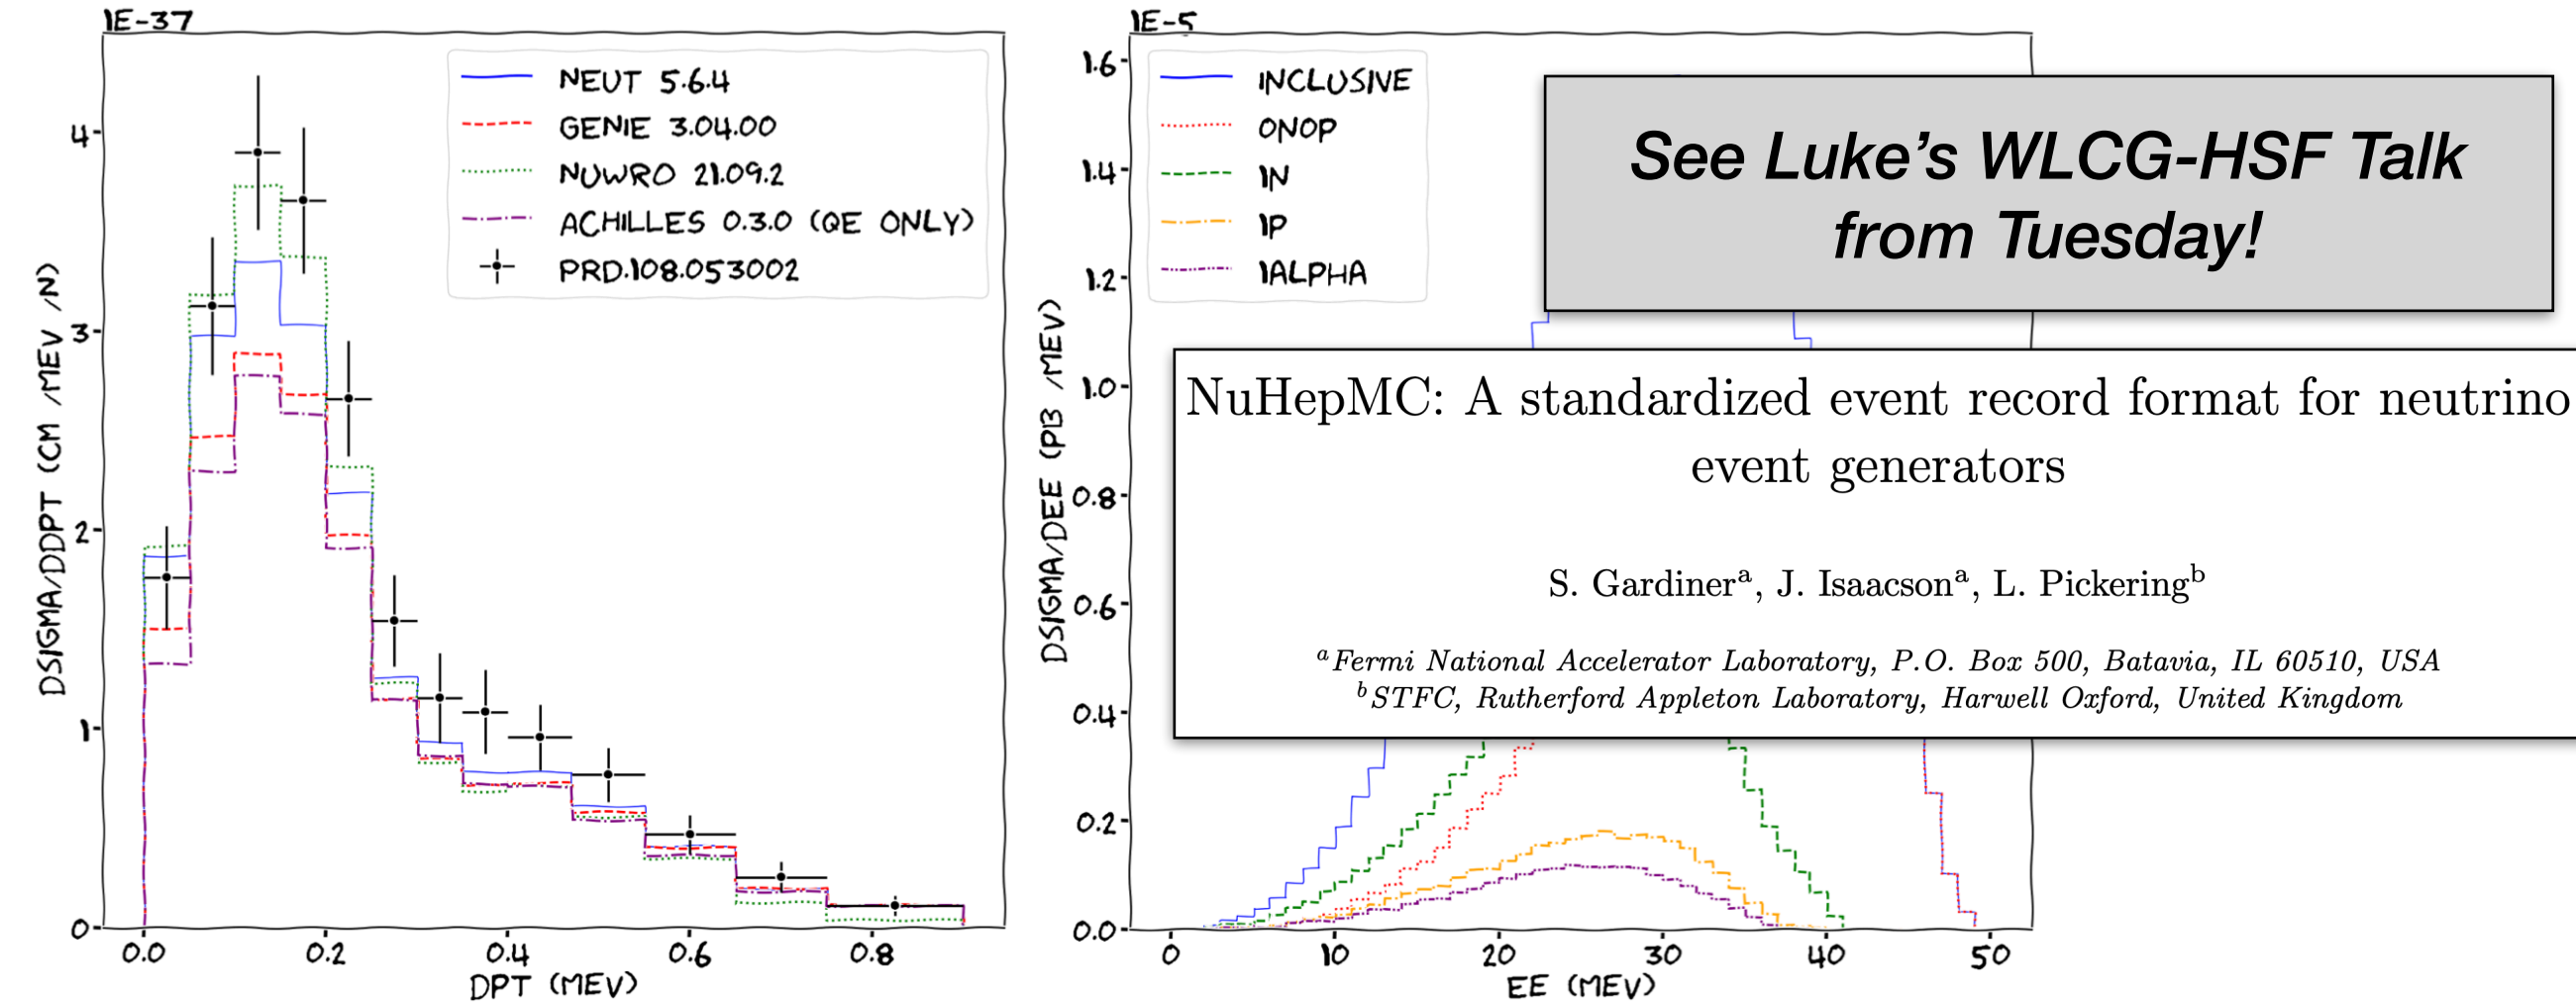 1E-37
4
3
2
1
0
0.0 0.2 0.4 0.6 0.8
DPT (MEV)
DSIGMA/DDPT (CM /MEV /N)
NEUT 5.6.4
GENIE 3.04.00
NUWRO 21.09.2
ACHILLES 0.3.0 (QE ONLY)
PRD.108.053002
1E-5
1.6
1.4
1.2
1.0
0.8
0.6
0.4
0.2
0.0
0 10 20 30 40 50
EE (MEV)
DSIGMA/DEE (PB /MEV)
INCLUSIVE
0N0P
1N
1P
1ALPHA
See Luke's WLCG-HSF Talk
from Tuesday!
NuHepMC: A standardized event record format for neutrino
event generators
S. Gardinerᵃ, J. Isaacsonᵃ, L. Pickeringᵇ
ᵃFermi National Accelerator Laboratory, P.O. Box 500, Batavia, IL 60510, USA
ᵇSTFC, Rutherford Appleton Laboratory, Harwell Oxford, United Kingdom